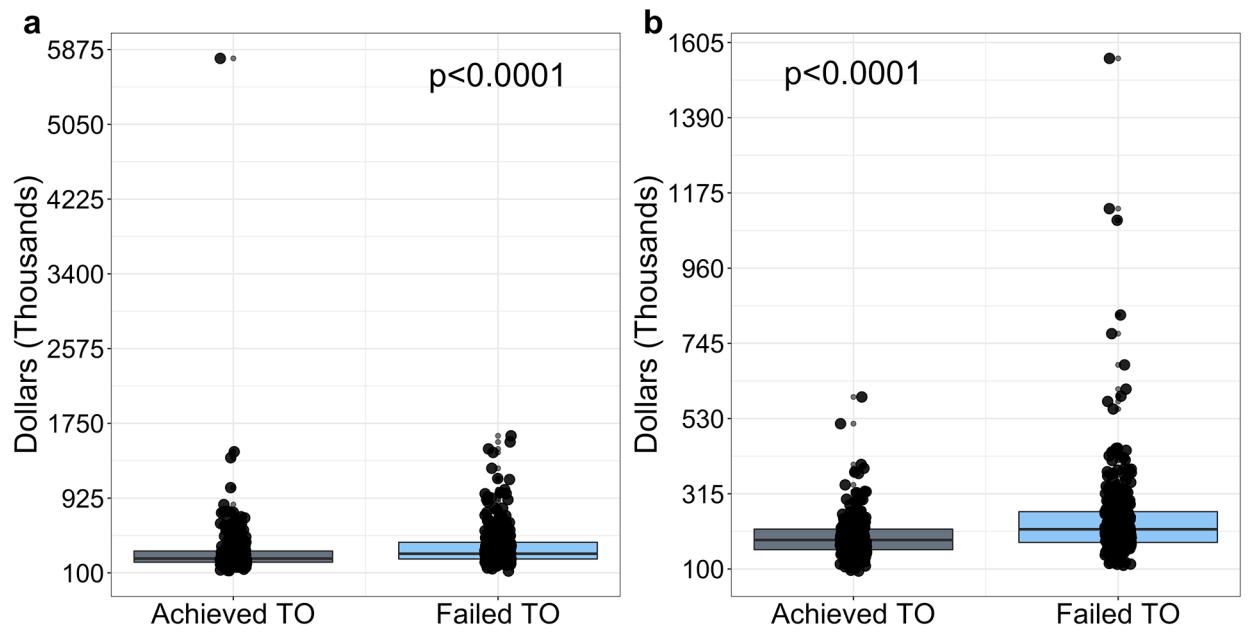 a
Dollars (Thousands)
5875
5050
4225
3400
2575
1750
925
100
p<0.0001
Achieved TO
Failed TO
b
Dollars (Thousands)
1605
1390
1175
960
745
530
315
100
p<0.0001
Achieved TO
Failed TO